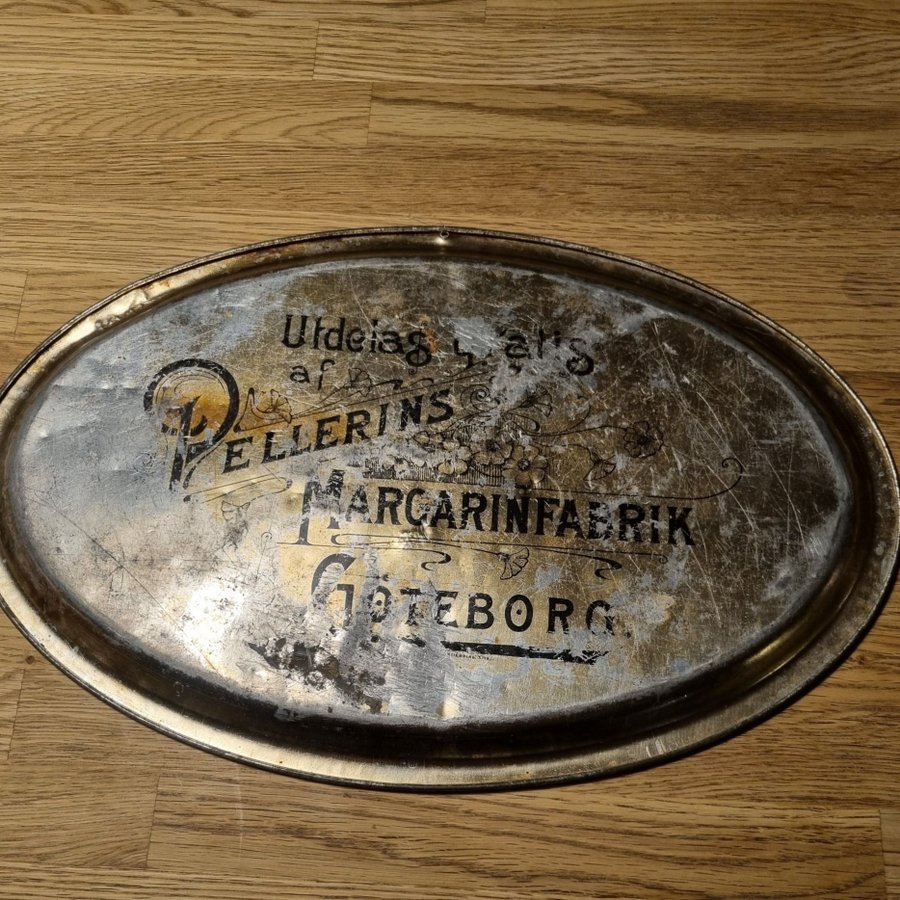 Utdelas gratis
af
PELLERINS
MARGARINFABRIK
GÖTEBORG.